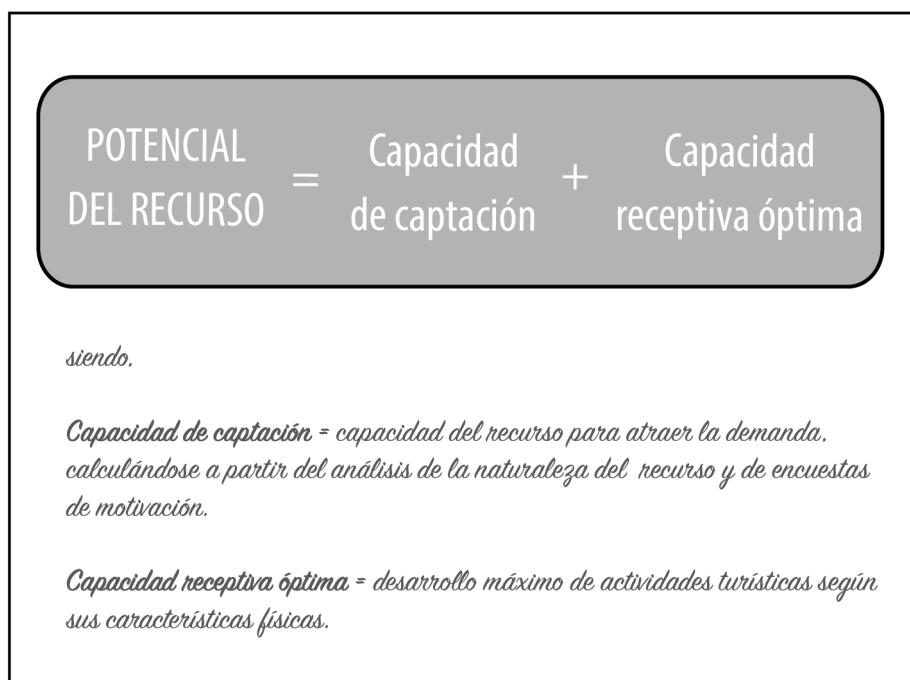 POTENCIAL
DEL RECURSO
=
Capacidad
de captación
+
Capacidad
receptiva óptima
siendo,
Capacidad de captación = capacidad del recurso para atraer la demanda,
calculándose a partir del análisis de la naturaleza del recurso y de encuestas
de motivación.
Capacidad receptiva óptima = desarrollo máximo de actividades turísticas según
sus características físicas.